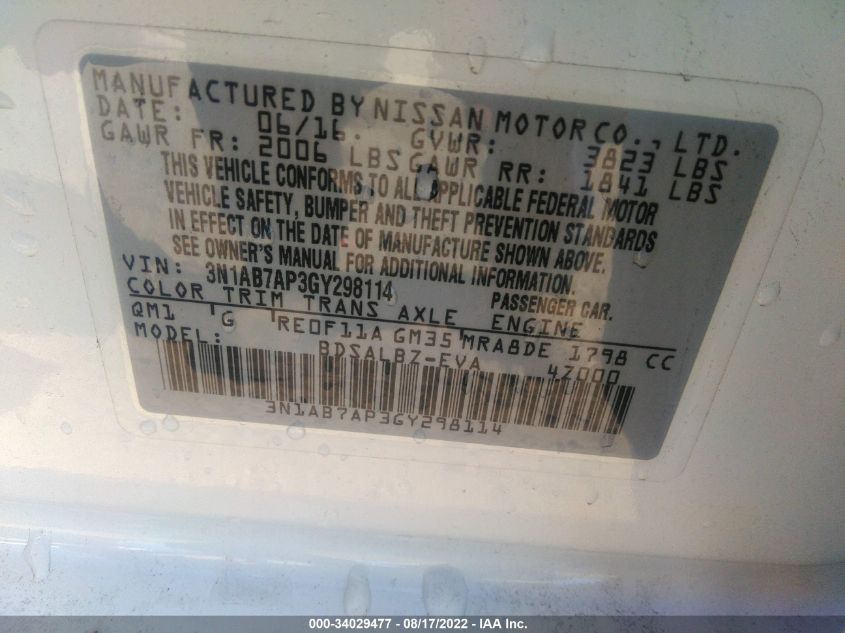 MANUFACTURED BY NISSAN MOTOR CO., LTD.
DATE: 06/16. GVWR: 3823 LBS
GAWR FR: 2006 LBS GAWR RR: 1841 LBS
THIS VEHICLE CONFORMS TO ALL APPLICABLE FEDERAL MOTOR
VEHICLE SAFETY, BUMPER AND THEFT PREVENTION STANDARDS
IN EFFECT ON THE DATE OF MANUFACTURE SHOWN ABOVE.
SEE OWNER'S MANUAL FOR ADDITIONAL INFORMATION.
VIN: 3N1AB7AP3GY298114 PASSENGER CAR.
COLOR TRIM TRANS AXLE ENGINE
QM1 G RE0F11A GM35 MRA8DE 1798 CC
MODEL: BDSALBZ-EVA 4Z000
3N1AB7AP3GY298114
000-34029477 - 08/17/2022 - IAA Inc.